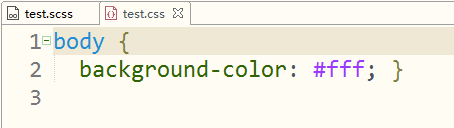 test.scss test.css
1 body {
2 background-color: #fff; }
3